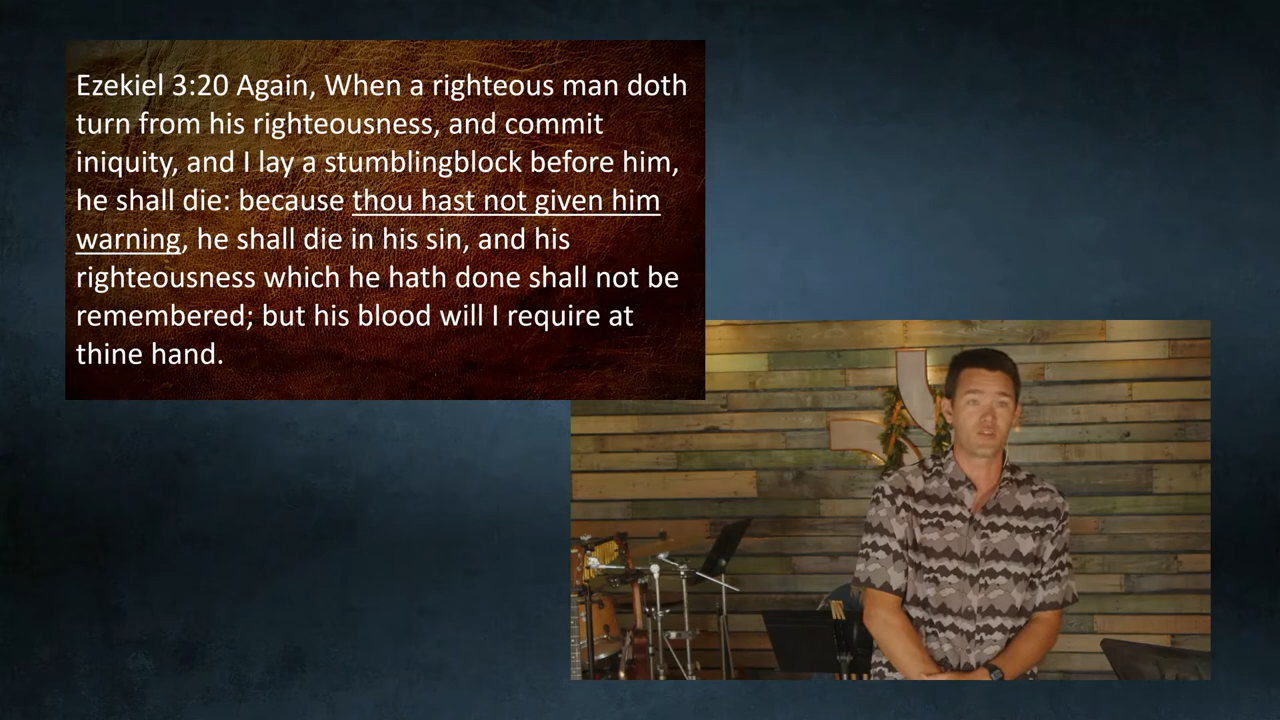 Ezekiel 3:20 Again, When a righteous man doth
turn from his righteousness, and commit
iniquity, and I lay a stumblingblock before him,
he shall die: because thou hast not given him
warning, he shall die in his sin, and his
righteousness which he hath done shall not be
remembered; but his blood will I require at
thine hand.